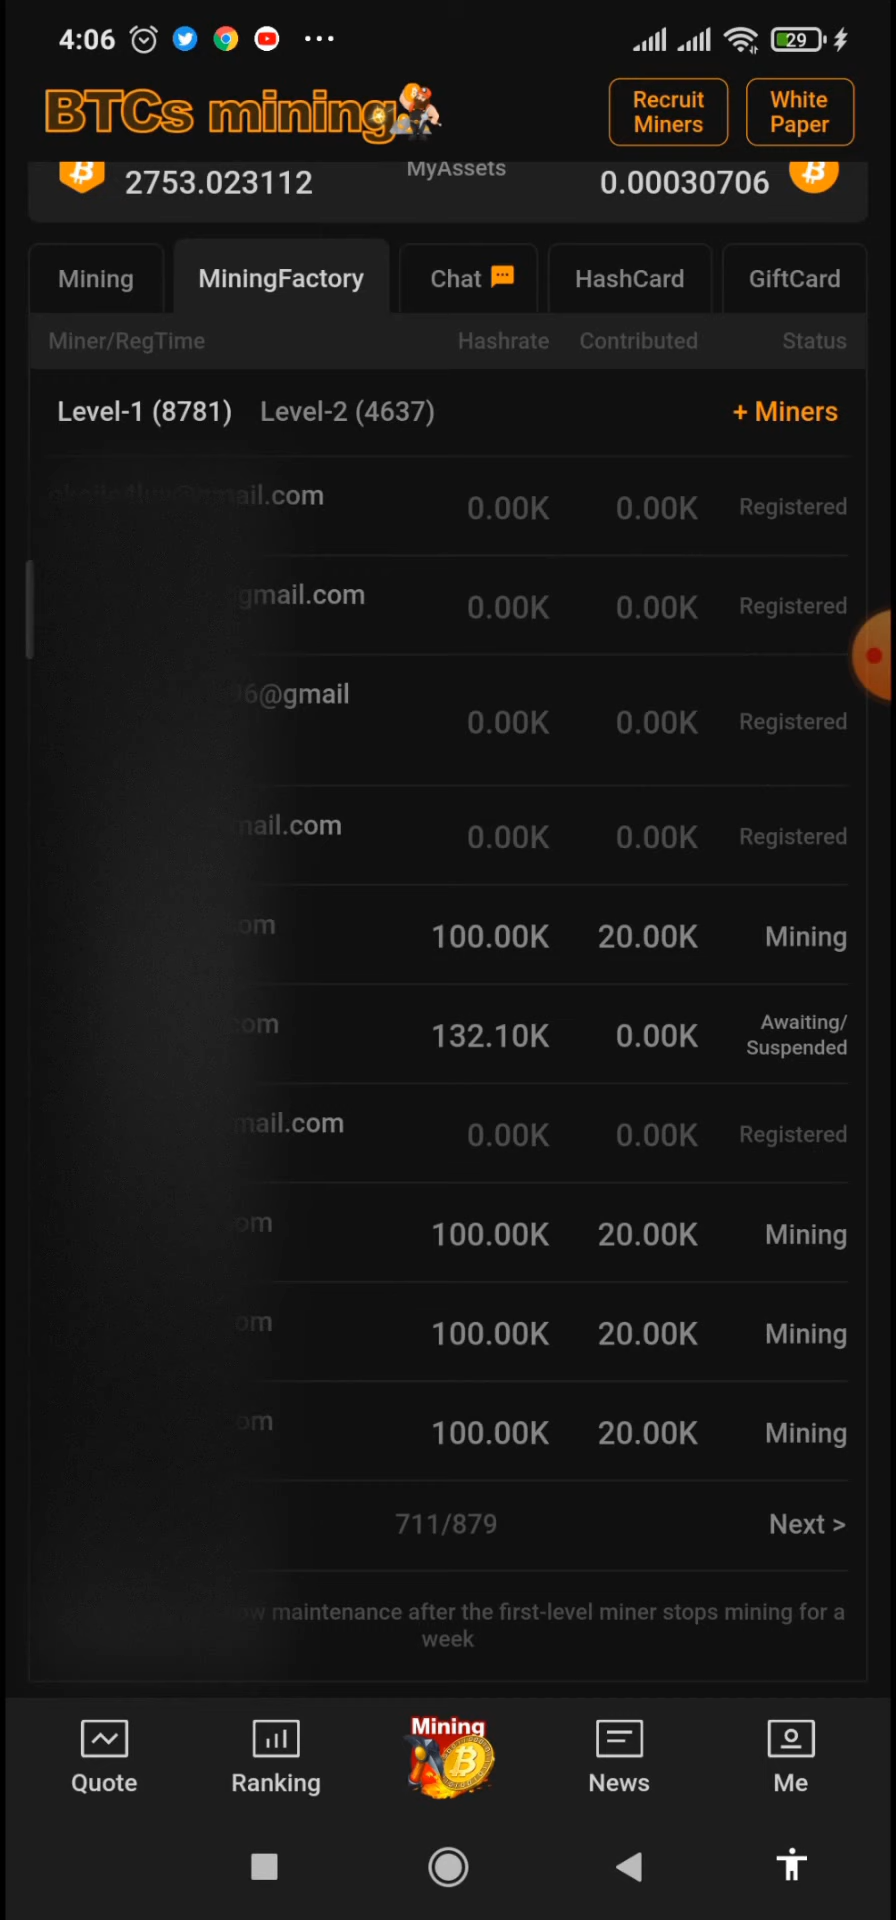 4:06
29
BTCs mining
Recruit
Miners
White
Paper
2753.023112
MyAssets
0.00030706
Mining
MiningFactory
Chat
HashCard
GiftCard
Miner/RegTime
Hashrate
Contributed
Status
Level-1 (8781)
Level-2 (4637)
+ Miners
ail.com
0.00K
0.00K
Registered
gmail.com
0.00K
0.00K
Registered
96@gmail
0.00K
0.00K
Registered
mail.com
0.00K
0.00K
Registered
om
100.00K
20.00K
Mining
com
132.10K
0.00K
Awaiting/
Suspended
mail.com
0.00K
0.00K
Registered
om
100.00K
20.00K
Mining
om
100.00K
20.00K
Mining
om
100.00K
20.00K
Mining
711/879
Next >
maintenance after the first-level miner stops mining for a
week
Quote
Ranking
Mining
News
Me